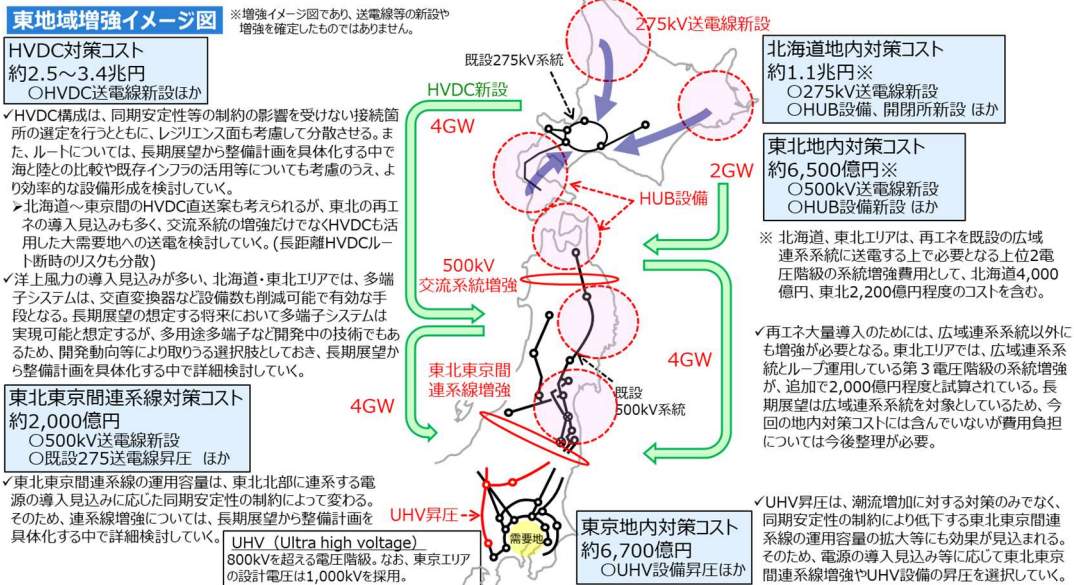 東地域増強イメージ図
※増強イメージ図であり、送電線等の新設や
増強を確定したものではありません。
HVDC対策コスト
約2.5～3.4兆円
○HVDC送電線新設ほか
✓HVDC構成は、同期安定性等の制約の影響を受けない接続箇
所の選定を行うとともに、レジリエンス面も考慮して分散させる。ま
た、ルートについては、長期展望から整備計画を具体化する中で
海と陸との比較や既存インフラの活用等についても考慮のうえ、よ
り効率的な設備形成を検討していく。
➢北海道～東京間のHVDC直送案も考えられるが、東北の再エ
ネの導入見込みも多く、交流系統の増強だけでなくHVDCも活
用した大需要地への送電を検討していく。(長距離HVDCルー
ト断時のリスクも分散)
✓洋上風力の導入見込みが多い、北海道・東北エリアでは、多端
子システムは、交直変換器など設備数も削減可能で有効な手
段となる。長期展望の想定する将来において多端子システムは
実現可能と想定するが、多用途多端子など開発中の技術でもあ
るため、開発動向等により取りうる選択肢としておき、長期展望か
ら整備計画を具体化する中で詳細検討していく。
東北東京間連系線対策コスト
約2,000億円
○500kV送電線新設
○既設275送電線昇圧 ほか
✓東北東京間連系線の運用容量は、東北北部に連系する電
源の導入見込みに応じた同期安定性の制約によって変わる。
そのため、連系線増強については、長期展望から整備計画を
具体化する中で詳細検討していく。
UHV（Ultra high voltage）
800kVを超える電圧階級。なお、東京エリア
の設計電圧は1,000kVを採用。
275kV送電線新設
既設275kV系統
HVDC新設
4GW
2GW
HUB設備
500kV
交流系統増強
東北東京間
連系線増強
4GW
4GW
既設
500kV系統
UHV昇圧
需要地
北海道地内対策コスト
約1.1兆円※
○275kV送電線新設
○HUB設備、開閉所新設 ほか
東北地内対策コスト
約6,500億円※
○500kV送電線新設
○HUB設備新設 ほか
※ 北海道、東北エリアは、再エネを既設の広域
連系系統に送電する上で必要となる上位2電
圧階級の系統増強費用として、北海道4,000
億円、東北2,200億円程度のコストを含む。
✓再エネ大量導入のためには、広域連系系統以外に
も増強が必要となる。東北エリアでは、広域連系系
統とループ運用している第３電圧階級の系統増強
が、追加で2,000億円程度と試算されている。長
期展望は広域連系系統を対象としているため、今
回の地内対策コストには含んでいないが費用負担
については今後整理が必要。
東京地内対策コスト
約6,700億円
○UHV設備昇圧ほか
✓UHV昇圧は、潮流増加に対する対策のみでなく、
同期安定性の制約により低下する東北東京間連
系線の運用容量の拡大等にも効果が見込まれる。
そのため、電源の導入見込み等に応じて東北東京
間連系線増強やUHV設備の昇圧を選択していく。